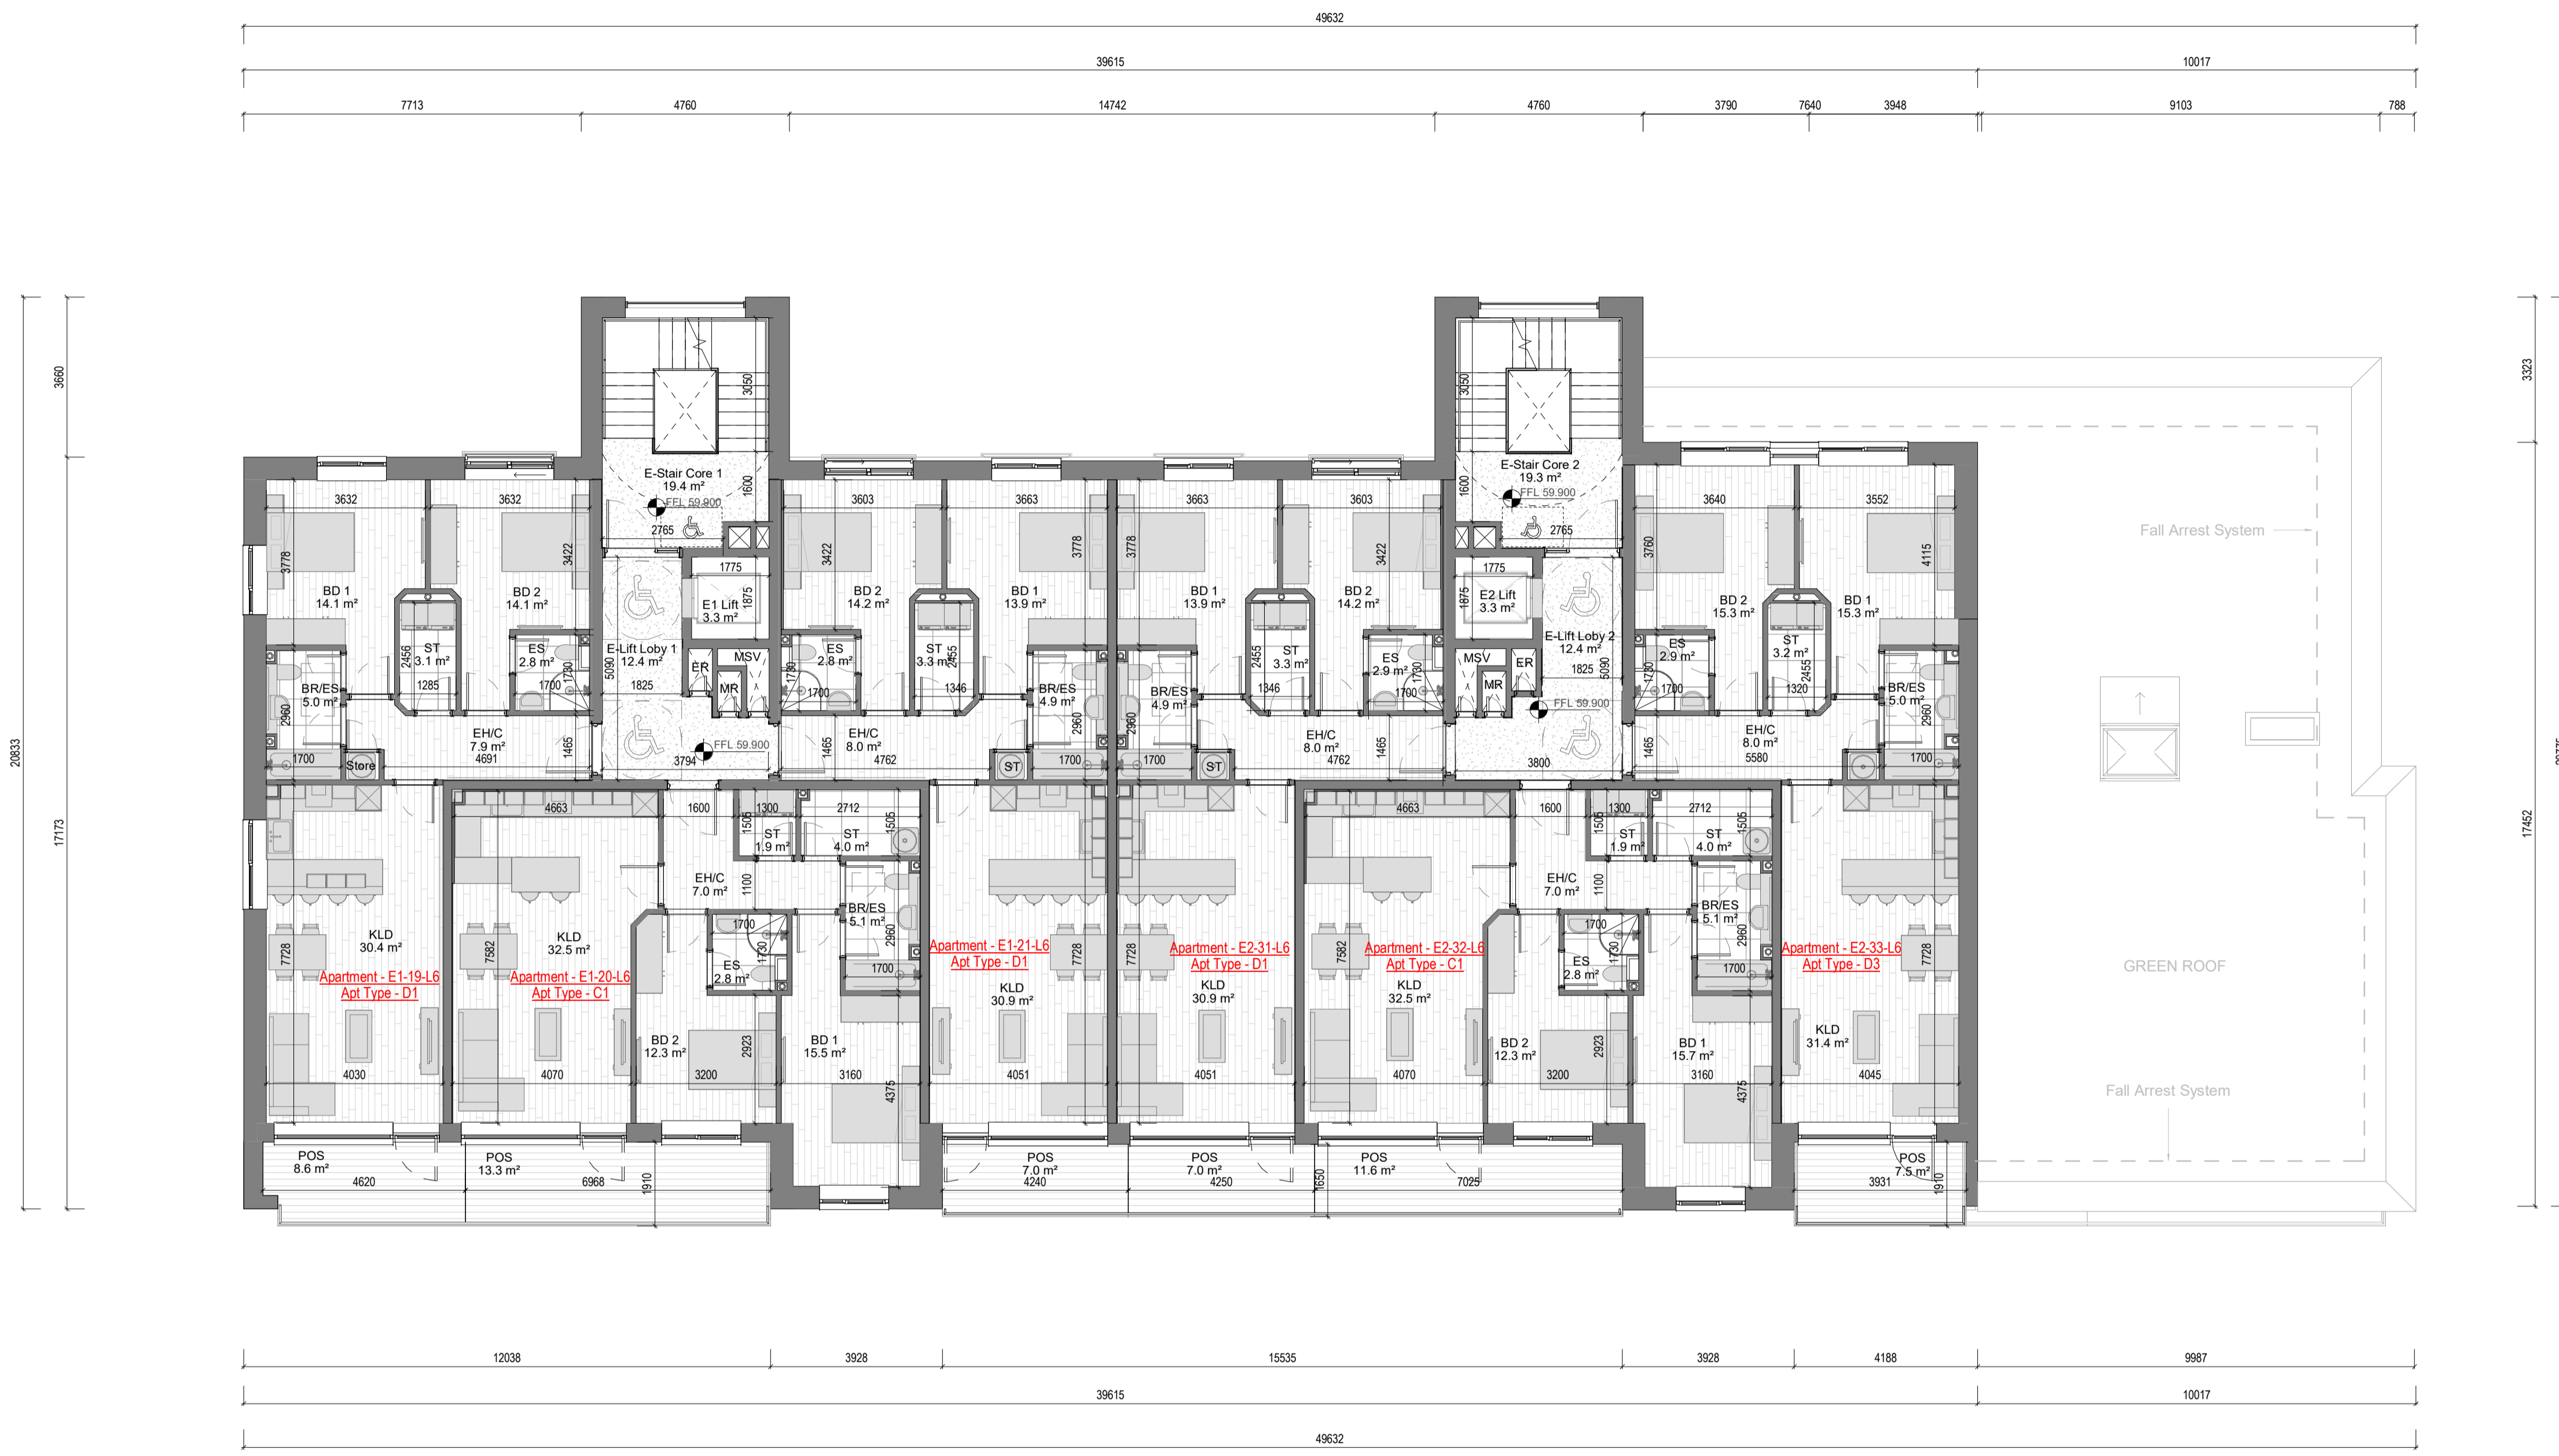 49632
39615
10017
7713
4760
14742
4760
3790
7640
3948
9103
788
20833
3660
17173
3323
17452
E-Stair Core 1
19.4 m²
FFL 59.900
3050
1600
2765
E-Stair Core 2
19.3 m²
FFL 59.900
3050
1600
2765
3632
3632
3778
3422
BD 1
14.1 m²
BD 2
14.1 m²
ST
3.1 m²
2456
1285
ES
2.8 m²
1730
1700
BR/ES
5.0 m²
2960
1700
Store
EH/C
7.9 m²
4691
1465
E-Lift Loby 1
12.4 m²
5090
1825
1775
1875
E1 Lift
3.3 m²
ER
MSV
MR
FFL 59.900
3794
3603
3663
3422
3778
BD 2
14.2 m²
BD 1
13.9 m²
ES
2.8 m²
1730
1700
ST
3.3 m²
2455
1346
BR/ES
4.9 m²
2960
1700
EH/C
8.0 m²
4762
1465
ST
3663
3603
3778
3422
BD 1
13.9 m²
BD 2
14.2 m²
ST
3.3 m²
2455
1346
ES
2.9 m²
1730
1700
BR/ES
4.9 m²
2960
1700
ST
EH/C
8.0 m²
4762
1465
1775
1875
E2 Lift
3.3 m²
E-Lift Loby 2
12.4 m²
1825
5090
MSV
ER
MR
FFL 59.900
3800
3640
3552
3760
4115
BD 2
15.3 m²
BD 1
15.3 m²
ES
2.9 m²
1730
1700
ST
3.2 m²
2455
1320
BR/ES
5.0 m²
2960
1700
EH/C
8.0 m²
5580
1465
Fall Arrest System
GREEN ROOF
Fall Arrest System
KLD
30.4 m²
7728
Apartment - E1-19-L6
Apt Type - D1
4030
4663
KLD
32.5 m²
7582
Apartment - E1-20-L6
Apt Type - C1
4070
1600
1300
2712
1505
1505
ST
1.9 m²
ST
4.0 m²
EH/C
7.0 m²
1100
BR/ES
5.1 m²
2960
1700
1700
1730
ES
2.8 m²
BD 2
12.3 m²
2923
3200
BD 1
15.5 m²
3160
4375
Apartment - E1-21-L6
Apt Type - D1
7728
KLD
30.9 m²
4051
Apartment - E2-31-L6
Apt Type - D1
7728
KLD
30.9 m²
4051
4663
Apartment - E2-32-L6
Apt Type - C1
7582
KLD
32.5 m²
4070
1600
1300
2712
1505
1505
ST
1.9 m²
ST
4.0 m²
EH/C
7.0 m²
1100
BR/ES
5.1 m²
2960
1700
1700
1730
ES
2.8 m²
BD 2
12.3 m²
2923
3200
BD 1
15.7 m²
3160
4375
Apartment - E2-33-L6
Apt Type - D3
7728
KLD
31.4 m²
4045
POS
8.6 m²
4620
POS
13.3 m²
6968
1910
POS
7.0 m²
4240
POS
7.0 m²
4250
1650
POS
11.6 m²
7025
POS
7.5 m²
3931
1910
12038
3928
15535
3928
4188
9987
39615
10017
49632